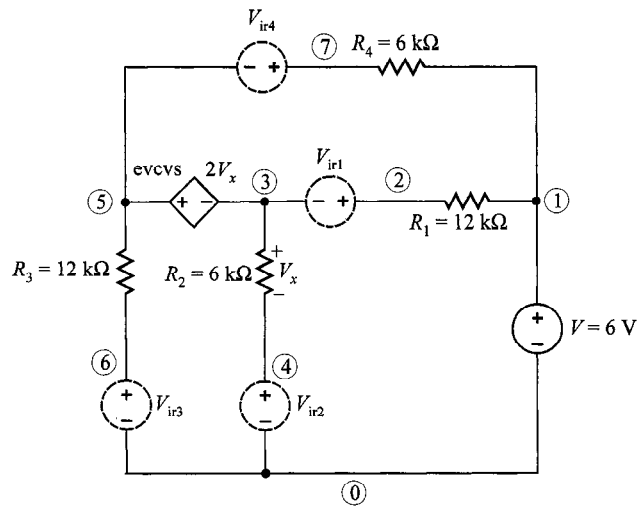 V_ir4
⑦ R_4 = 6 kΩ
− +
evcvs 2V_x
③
V_ir1
②
⑤
+ −
− +
①
R_1 = 12 kΩ
R_3 = 12 kΩ
R_2 = 6 kΩ
+
V_x
−
+
−
V = 6 V
⑥
④
+
−
V_ir3
+
−
V_ir2
⓪